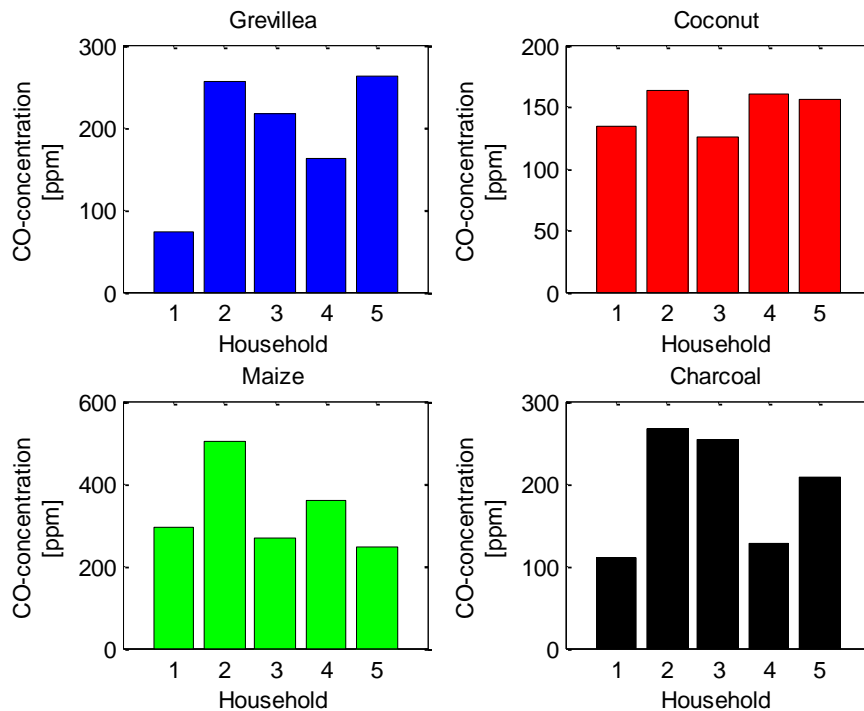 Grevillea
300
200
100
0
CO-concentration
[ppm]
1 2 3 4 5
Household
Coconut
200
150
100
50
0
CO-concentration
[ppm]
1 2 3 4 5
Household
Maize
600
400
200
0
CO-concentration
[ppm]
1 2 3 4 5
Household
Charcoal
300
200
100
0
CO-concentration
[ppm]
1 2 3 4 5
Household